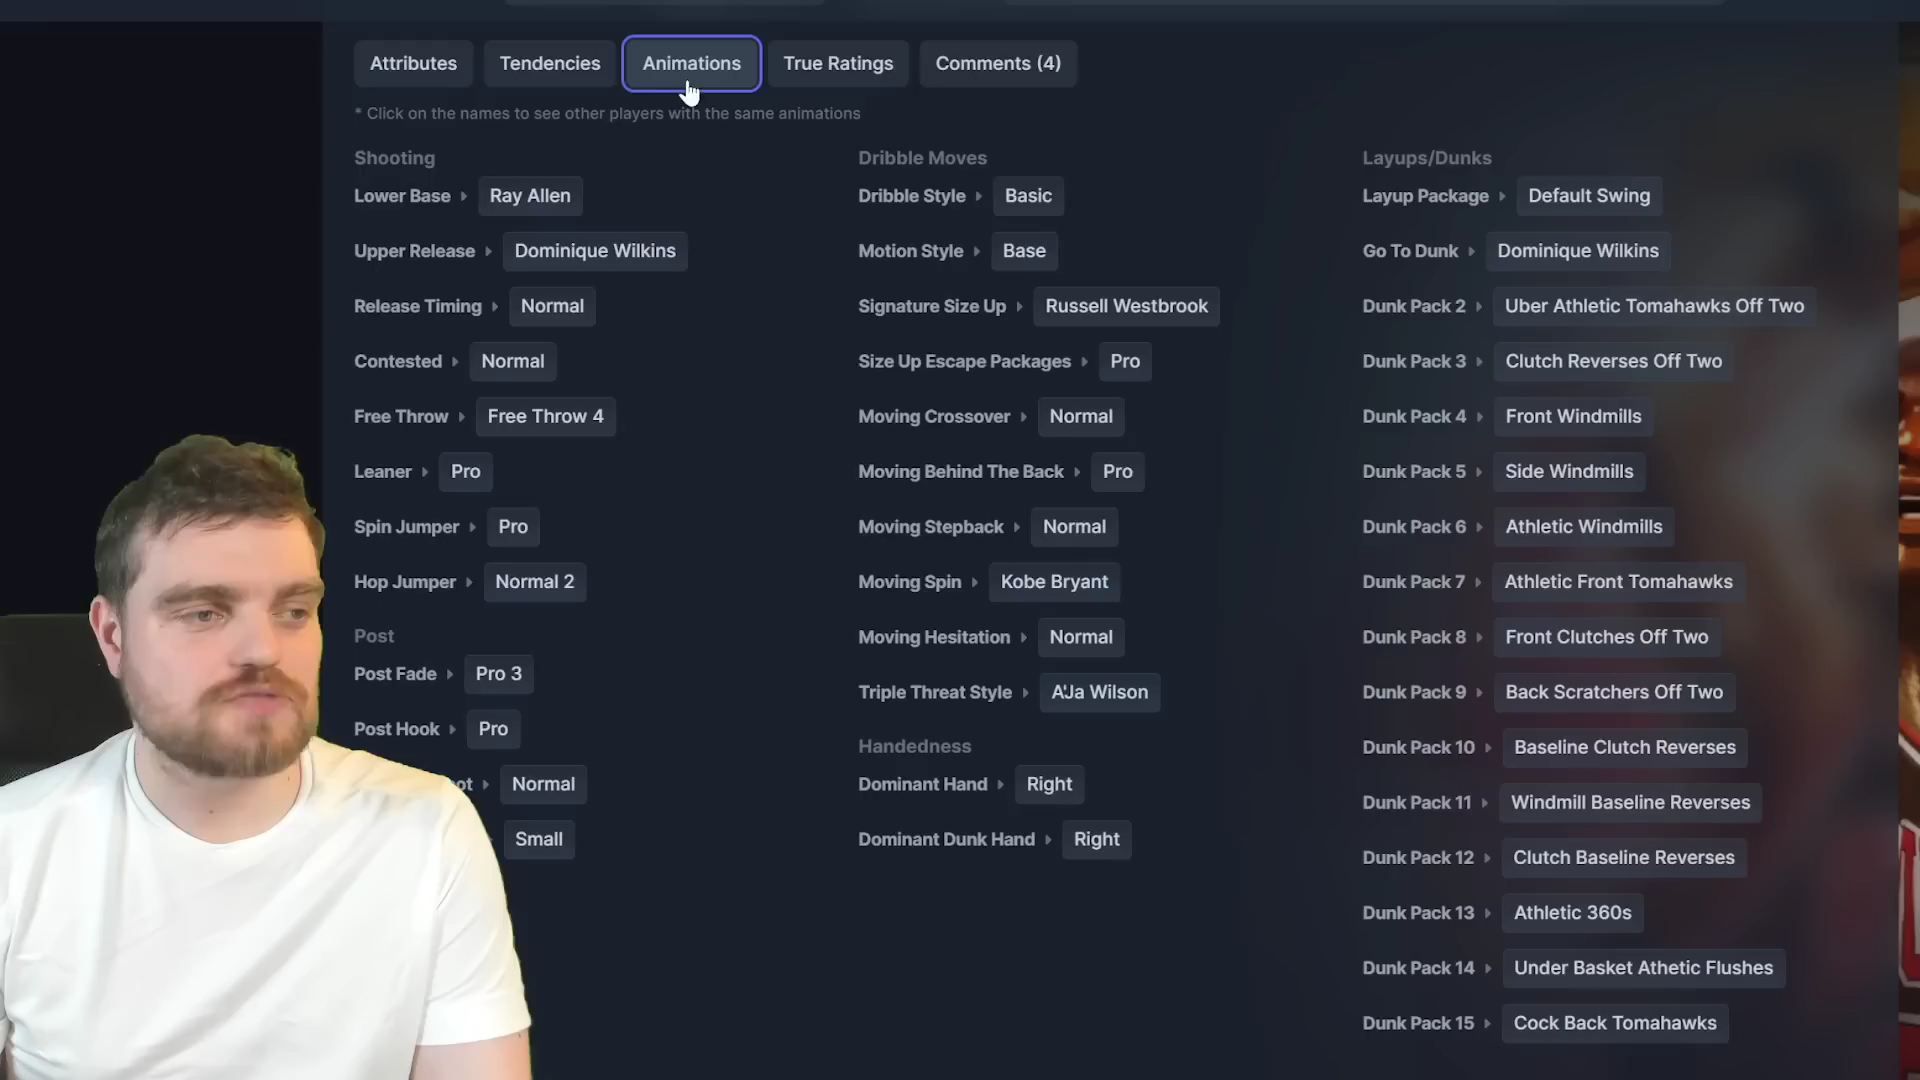 Attributes
Tendencies
Animations
True Ratings
Comments (4)
* Click on the names to see other players with the same animations
Shooting
Lower Base Ray Allen
Upper Release Dominique Wilkins
Release Timing Normal
Contested Normal
Free Throw Free Throw 4
Leaner Pro
Spin Jumper Pro
Hop Jumper Normal 2
Post
Post Fade Pro 3
Post Hook Pro
ot Normal
Small
Dribble Moves
Dribble Style Basic
Motion Style Base
Signature Size Up Russell Westbrook
Size Up Escape Packages Pro
Moving Crossover Normal
Moving Behind The Back Pro
Moving Stepback Normal
Moving Spin Kobe Bryant
Moving Hesitation Normal
Triple Threat Style A'Ja Wilson
Handedness
Dominant Hand Right
Dominant Dunk Hand Right
Layups/Dunks
Layup Package Default Swing
Go To Dunk Dominique Wilkins
Dunk Pack 2 Uber Athletic Tomahawks Off Two
Dunk Pack 3 Clutch Reverses Off Two
Dunk Pack 4 Front Windmills
Dunk Pack 5 Side Windmills
Dunk Pack 6 Athletic Windmills
Dunk Pack 7 Athletic Front Tomahawks
Dunk Pack 8 Front Clutches Off Two
Dunk Pack 9 Back Scratchers Off Two
Dunk Pack 10 Baseline Clutch Reverses
Dunk Pack 11 Windmill Baseline Reverses
Dunk Pack 12 Clutch Baseline Reverses
Dunk Pack 13 Athletic 360s
Dunk Pack 14 Under Basket Athetic Flushes
Dunk Pack 15 Cock Back Tomahawks